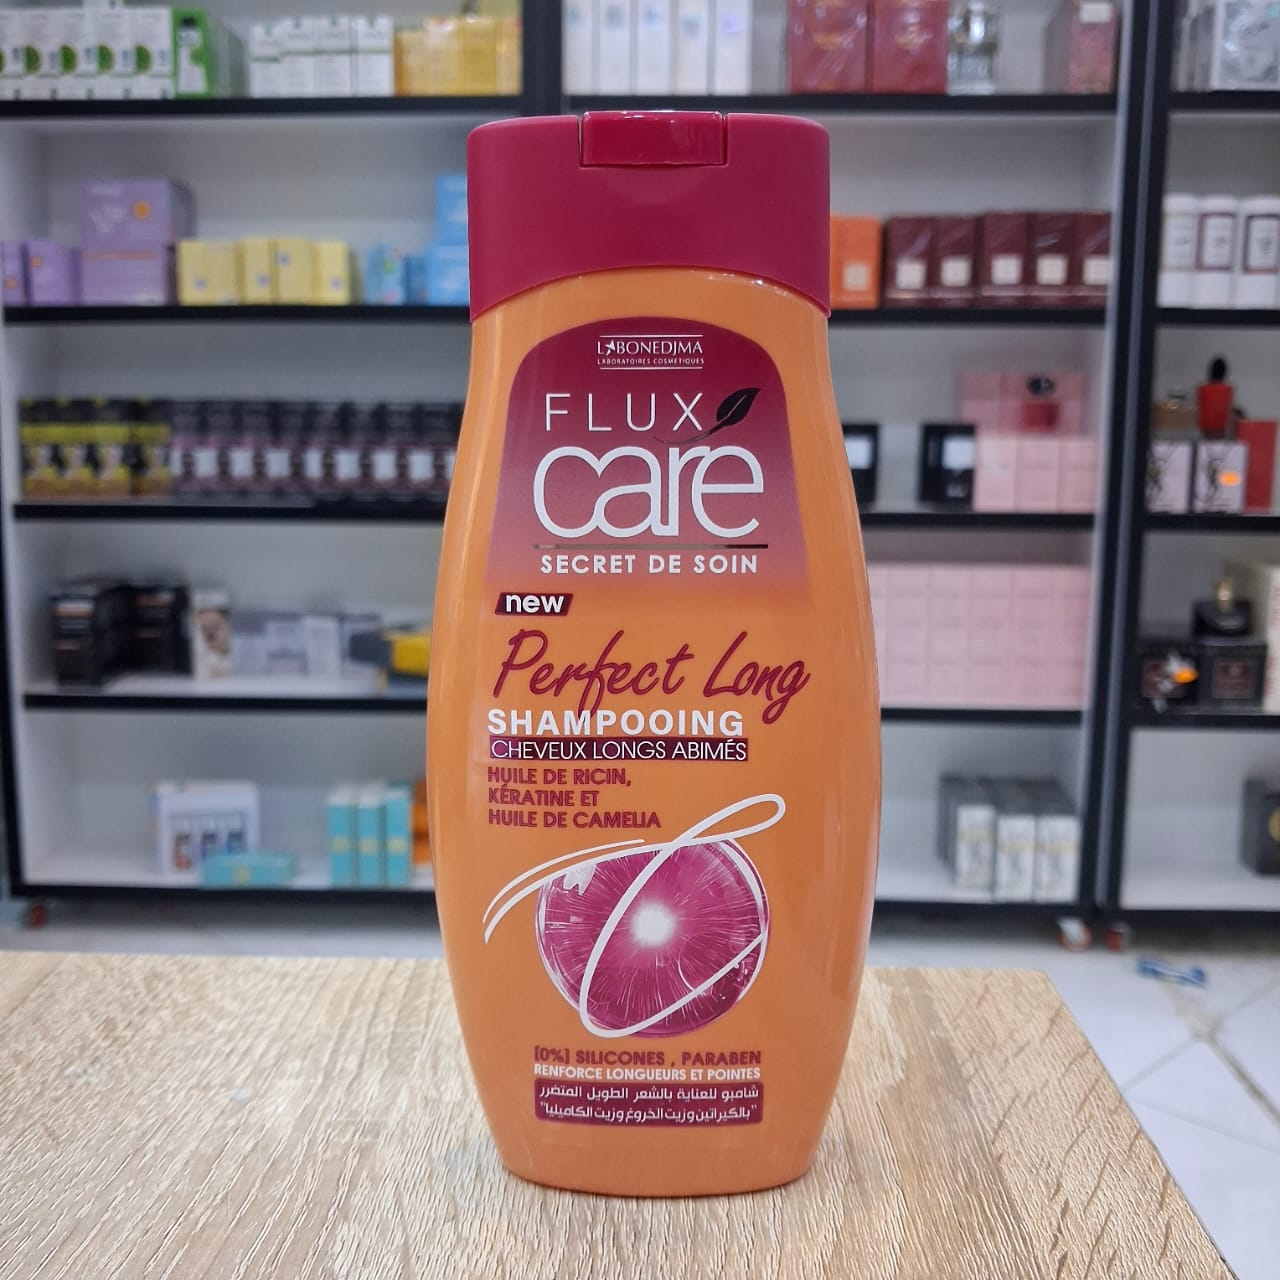 LABONEDJMA
LABORATOIRES COSMÉTIQUES
FLUX
care
SECRET DE SOIN
new
Perfect Long
SHAMPOOING
CHEVEUX LONGS ABIMÉS
HUILE DE RICIN,
KÉRATINE ET
HUILE DE CAMELIA
[0%] SILICONES , PARABEN
RENFORCE LONGUEURS ET POINTES
شامبو للعناية بالشعر الطويل المتضرر
"بالكيراتين وزيت الخروع وزيت الكاميليا"